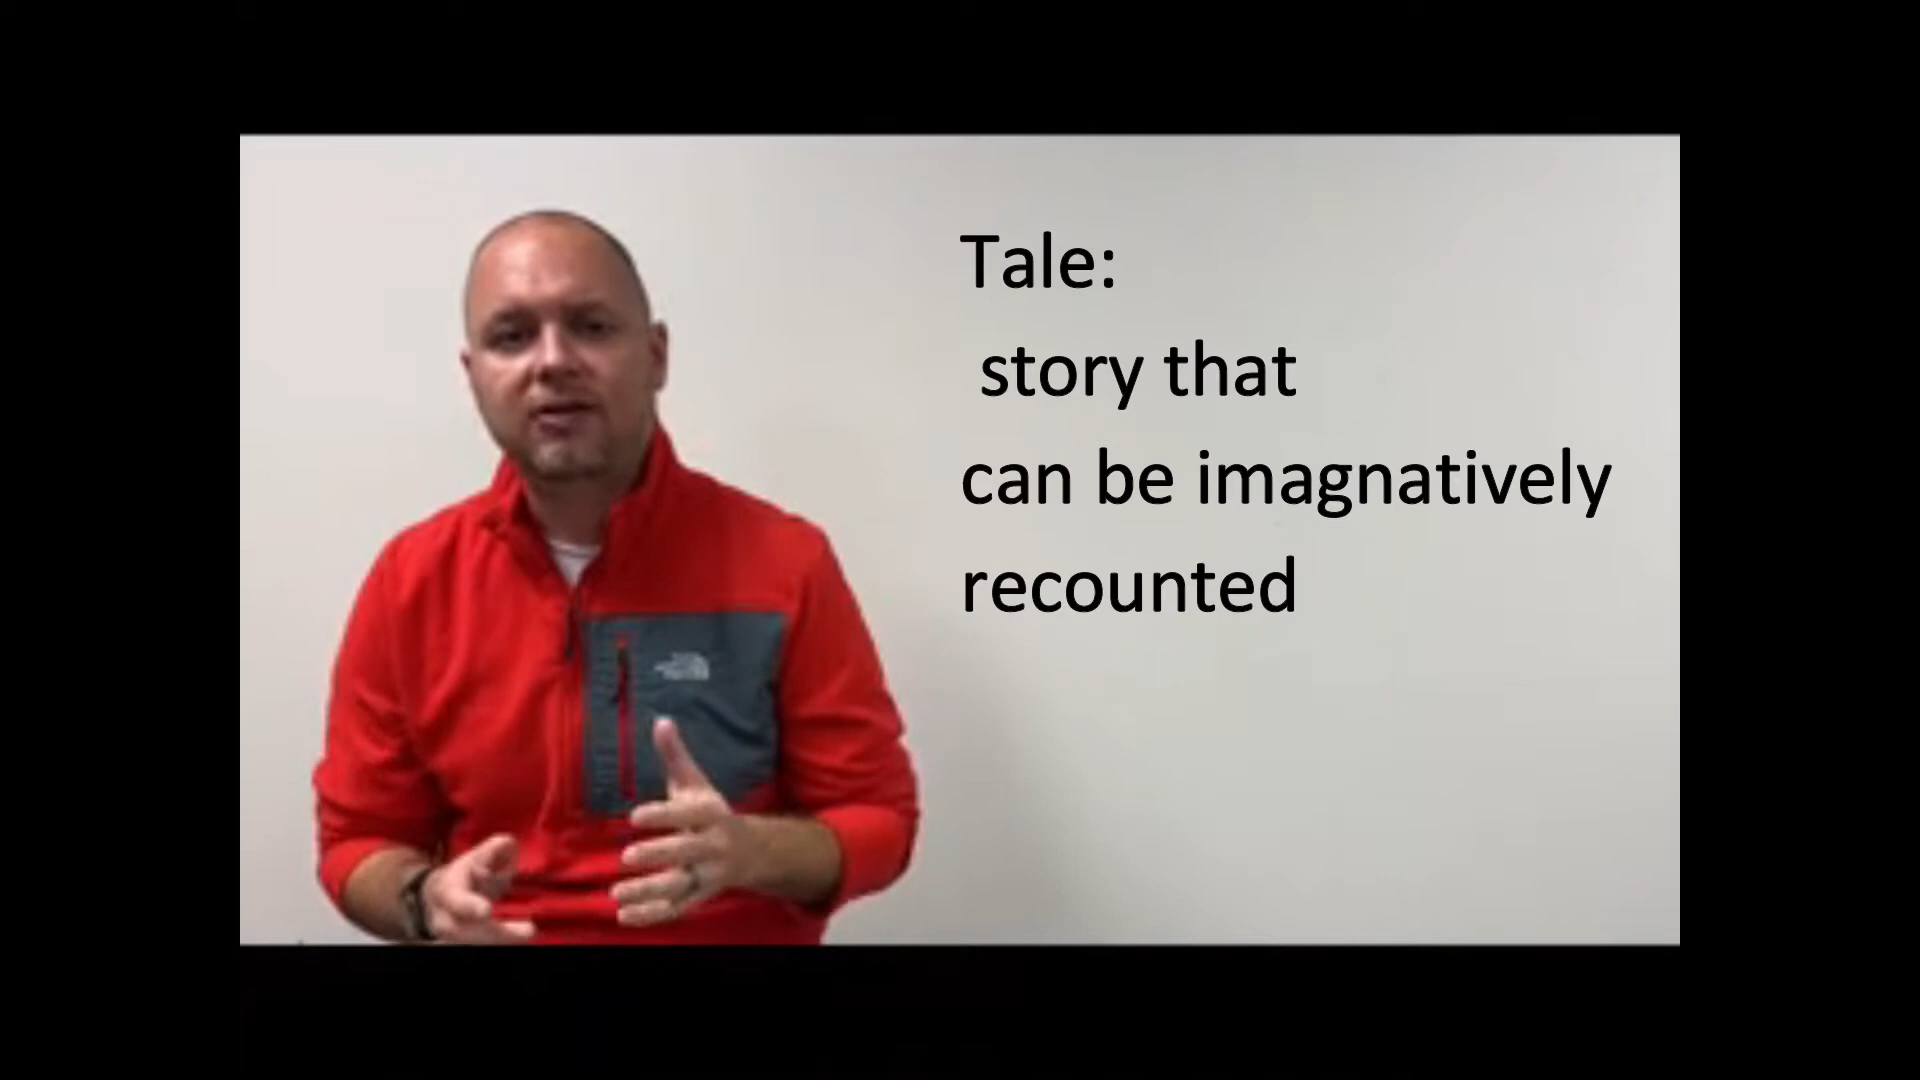 Tale:
story that
can be imagnatively
recounted